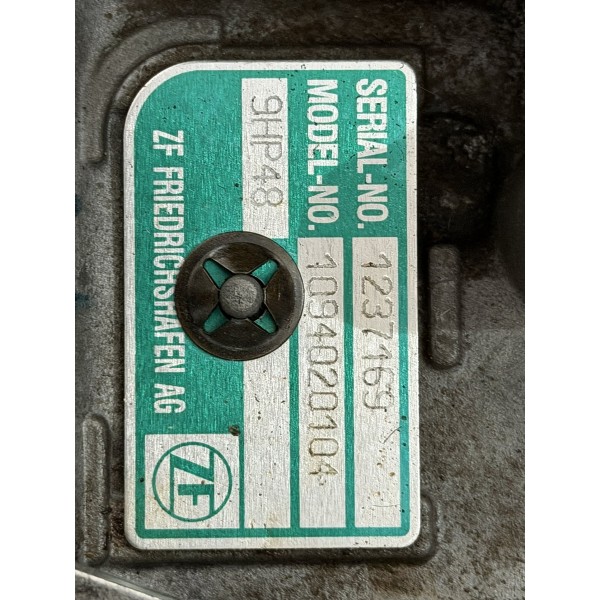 SERIAL-NO. 1237169
MODEL-NO. 1094020104
9HP48
ZF FRIEDRICHSHAFEN AG
ZF